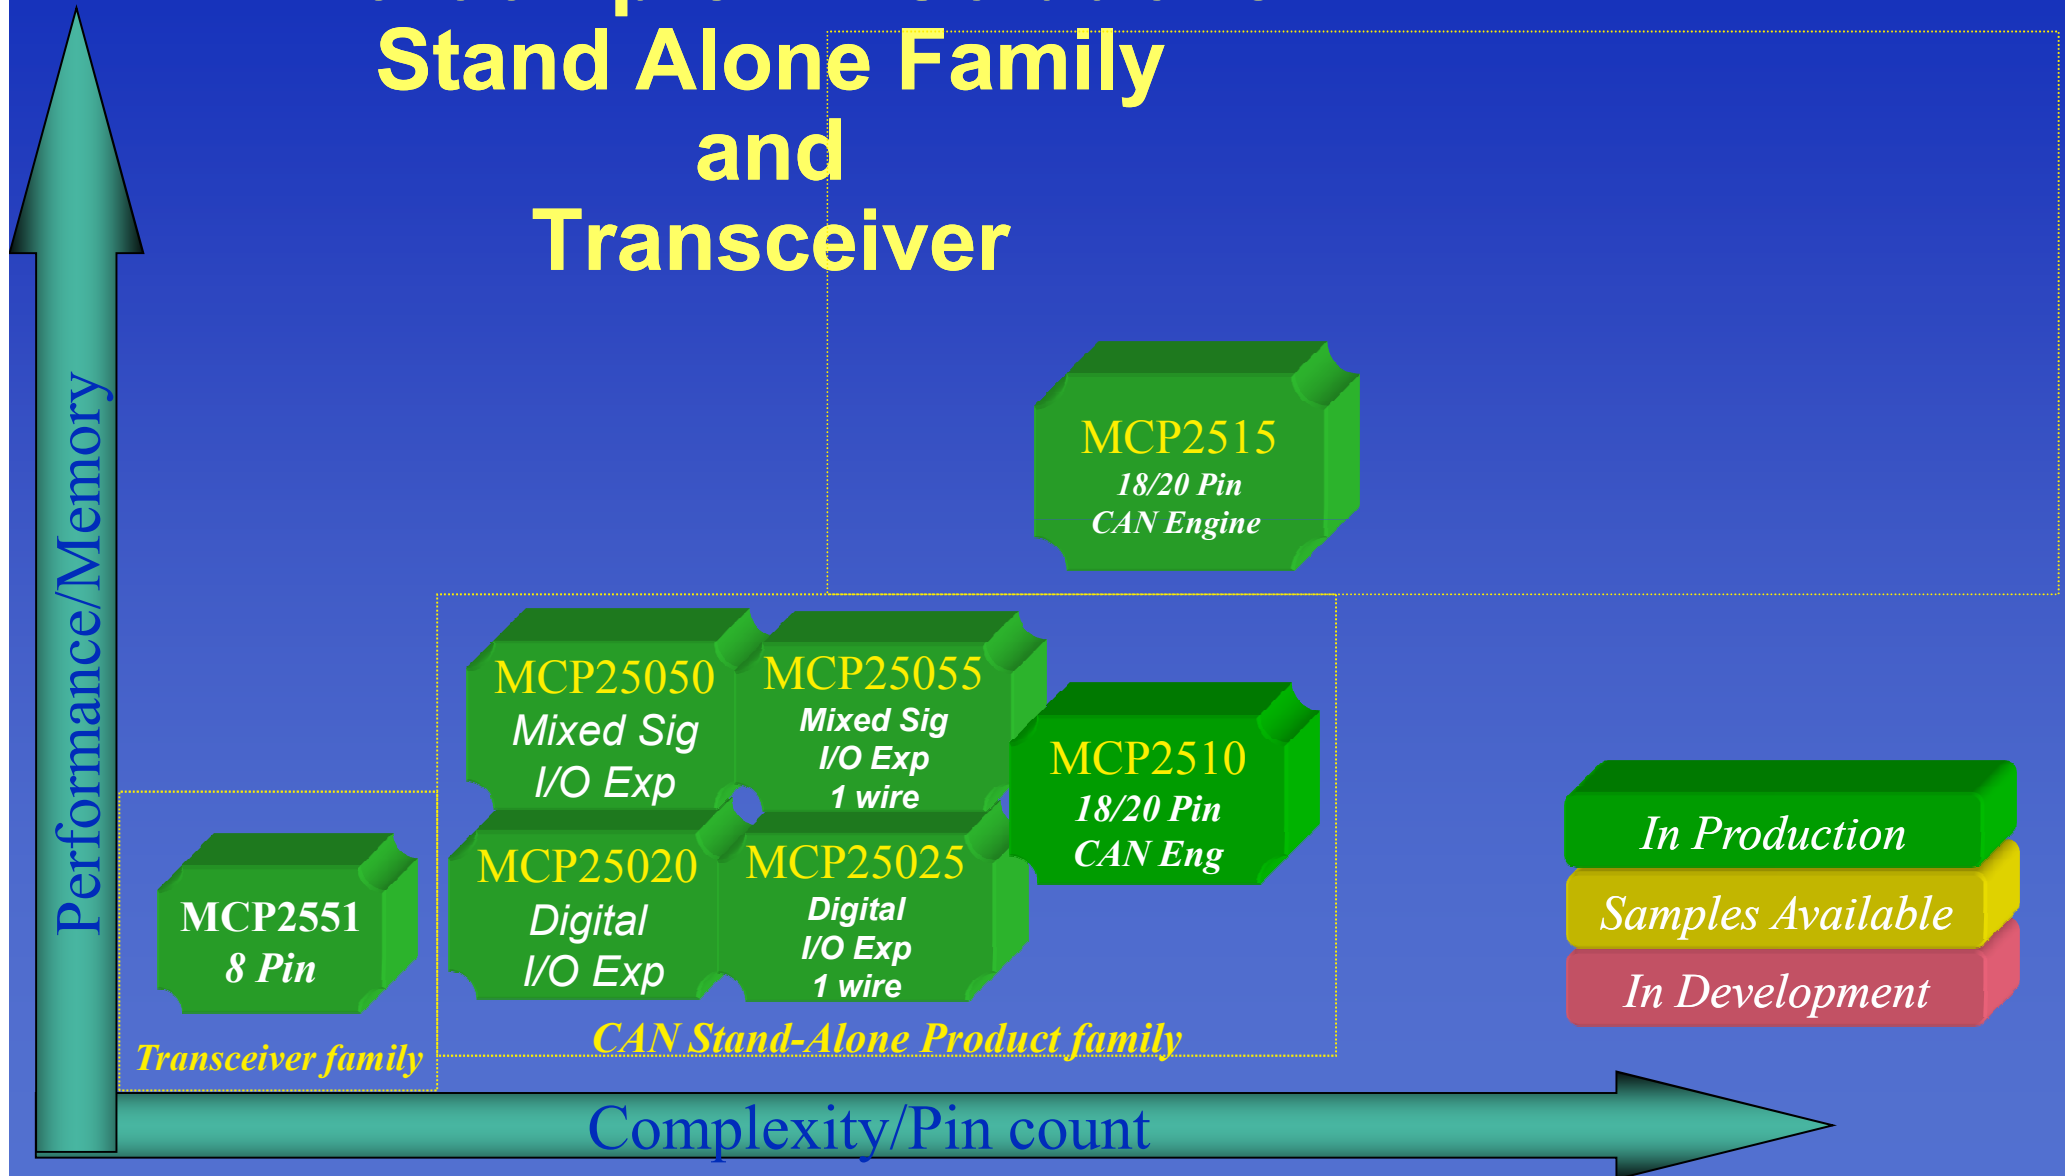 Stand Alone Family
and
Transceiver
Performance/Memory
MCP2515
18/20 Pin
CAN Engine
MCP25050
Mixed Sig
I/O Exp
MCP25055
Mixed Sig
I/O Exp
1 wire
MCP2510
18/20 Pin
CAN Eng
MCP25020
Digital
I/O Exp
MCP25025
Digital
I/O Exp
1 wire
MCP2551
8 Pin
Transceiver family
CAN Stand-Alone Product family
In Production
Samples Available
In Development
Complexity/Pin count